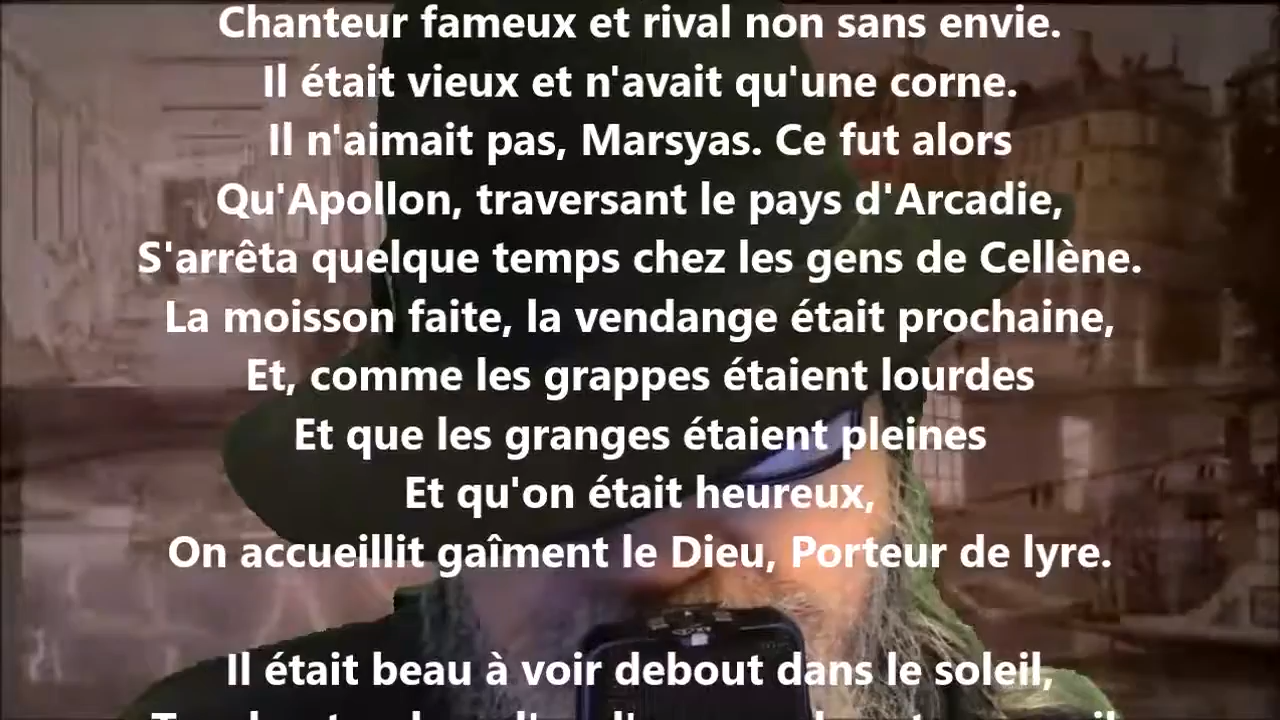 Chanteur fameux et rival non sans envie.
Il était vieux et n'avait qu'une corne.
Il n'aimait pas, Marsyas. Ce fut alors
Qu'Apollon, traversant le pays d'Arcadie,
S'arrêta quelque temps chez les gens de Cellène.
La moisson faite, la vendange était prochaine,
Et, comme les grappes étaient lourdes
Et que les granges étaient pleines
Et qu'on était heureux,
On accueillit gaîment le Dieu, Porteur de lyre.
Il était beau à voir debout dans le soleil,